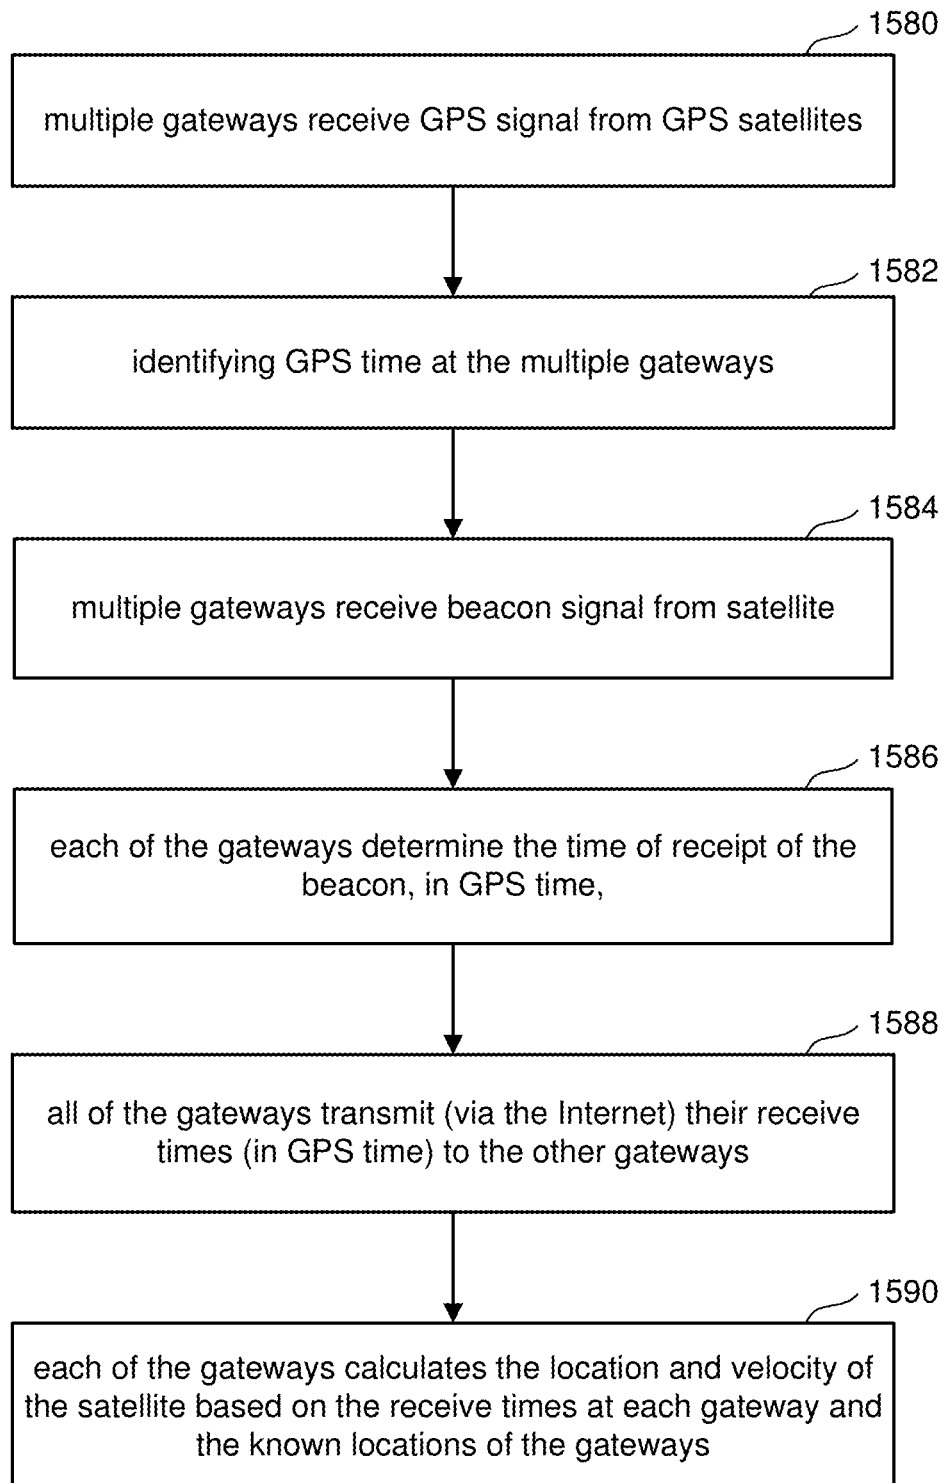 1580
multiple gateways receive GPS signal from GPS satellites
1582
identifying GPS time at the multiple gateways
1584
multiple gateways receive beacon signal from satellite
1586
each of the gateways determine the time of receipt of the
beacon, in GPS time,
1588
all of the gateways transmit (via the Internet) their receive
times (in GPS time) to the other gateways
1590
each of the gateways calculates the location and velocity of
the satellite based on the receive times at each gateway and
the known locations of the gateways